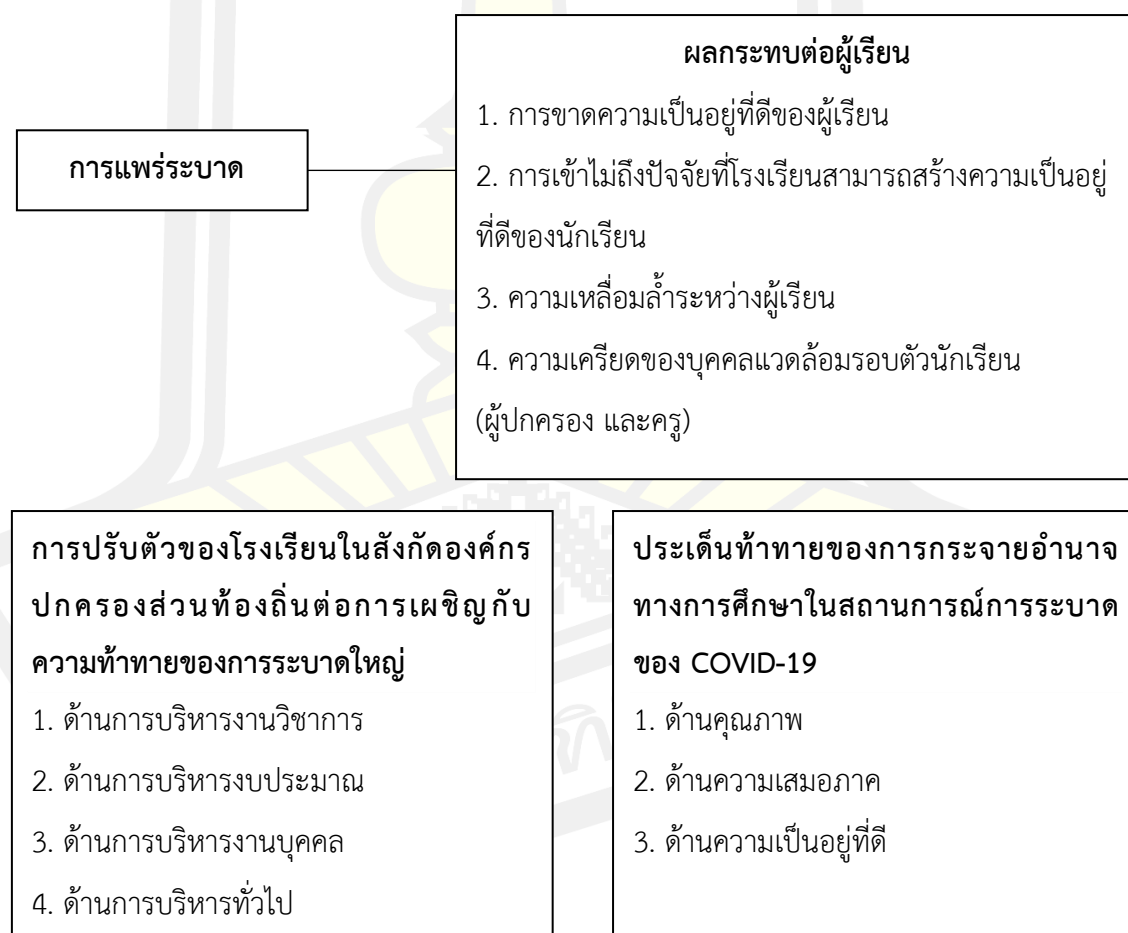 ผลกระทบต่อผู้เรียน
1. การขาดความเป็นอยู่ที่ดีของผู้เรียน
การแพร่ระบาด
2. การเข้าไม่ถึงปัจจัยที่โรงเรียนสามารถสร้างความเป็นอยู่
ที่ดีของนักเรียน
3. ความเหลื่อมล้ำระหว่างผู้เรียน
4. ความเครียดของบุคคลแวดล้อมรอบตัวนักเรียน
(ผู้ปกครอง และครู)
การปรับตัวของโรงเรียนในสังกัดองค์กร
ปกครองส่วนท้องถิ่นต่อการเผชิญกับ
ความท้าทายของการระบาดใหญ่
1. ด้านการบริหารงานวิชาการ
2. ด้านการบริหารงบประมาณ
3. ด้านการบริหารงานบุคคล
4. ด้านการบริหารทั่วไป
ประเด็นท้าทายของการกระจายอำนาจ
ทางการศึกษาในสถานการณ์การระบาด
ของ COVID-19
1. ด้านคุณภาพ
2. ด้านความเสมอภาค
3. ด้านความเป็นอยู่ที่ดี